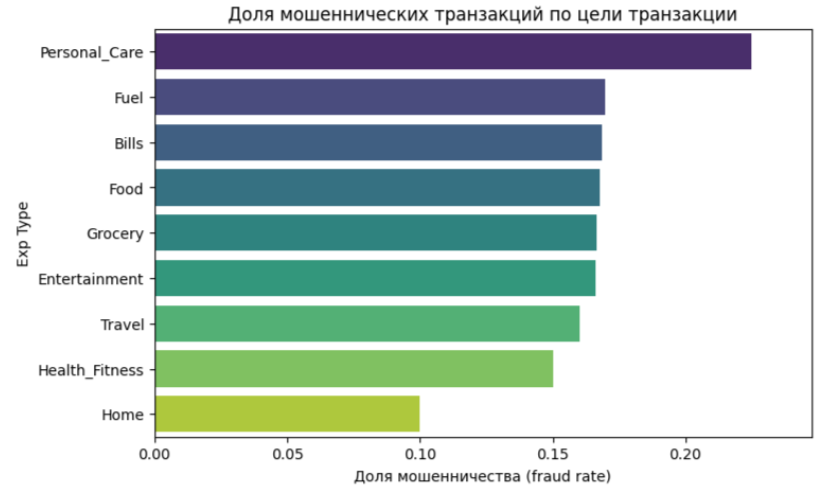 Доля мошеннических транзакций по цели транзакции
Personal_Care
Fuel
Bills
Food
Grocery
Entertainment
Travel
Health_Fitness
Home
Exp Type
0.00 0.05 0.10 0.15 0.20
Доля мошенничества (fraud rate)